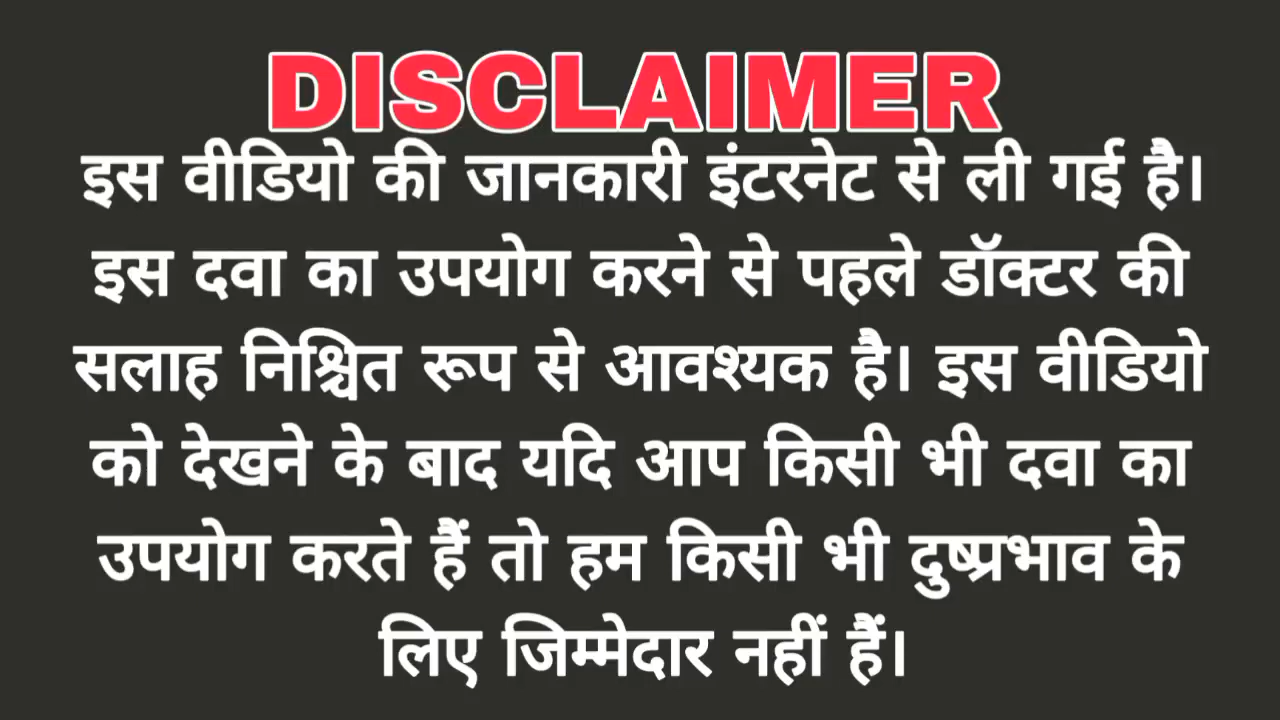 DISCLAIMER
इस वीडियो की जानकारी इंटरनेट से ली गई है।
इस दवा का उपयोग करने से पहले डॉक्टर की
सलाह निश्चित रूप से आवश्यक है। इस वीडियो
को देखने के बाद यदि आप किसी भी दवा का
उपयोग करते हैं तो हम किसी भी दुष्प्रभाव के
लिए जिम्मेदार नहीं हैं।